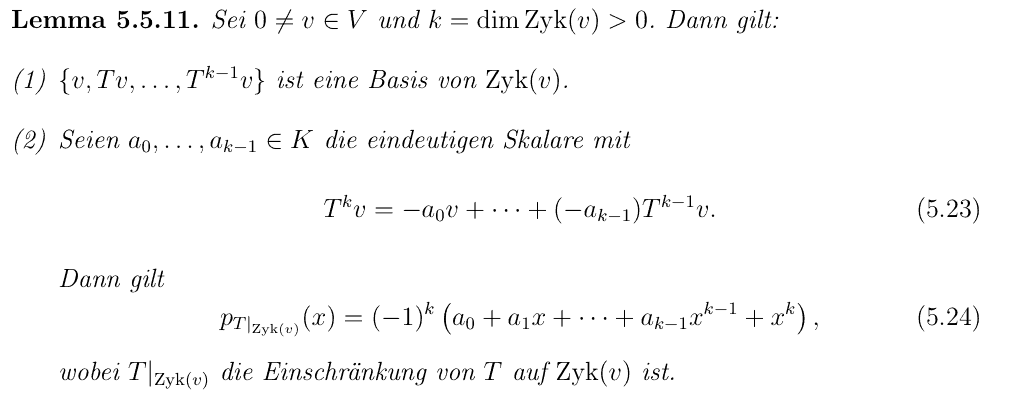 Lemma 5.5.11. Sei 0 ≠ v ∈ V und k = dim Zyk(v) > 0. Dann gilt:
(1) {v, Tv, . . . , T^{k−1}v} ist eine Basis von Zyk(v).
(2) Seien a_0, . . . , a_{k−1} ∈ K die eindeutigen Skalare mit
T^k v = −a_0 v + · · · + (−a_{k−1})T^{k−1}v. (5.23)
Dann gilt
p_{T|_{Zyk(v)}}(x) = (−1)^k (a_0 + a_1 x + · · · + a_{k−1}x^{k−1} + x^k), (5.24)
wobei T|_{Zyk(v)} die Einschränkung von T auf Zyk(v) ist.